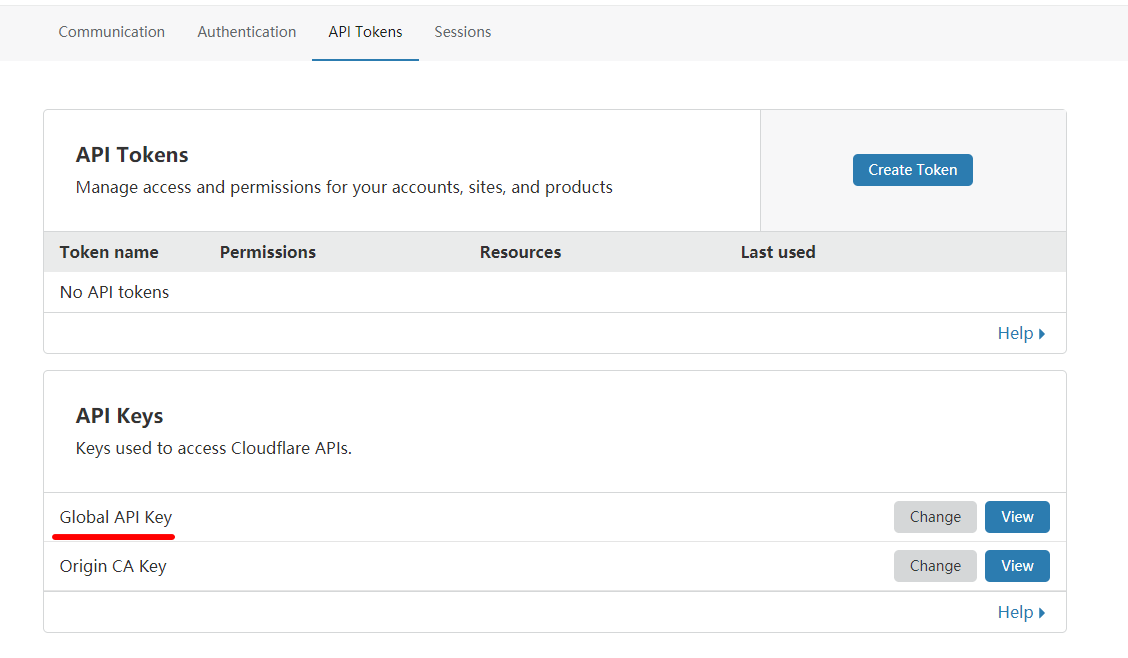 Communication Authentication API Tokens Sessions
API Tokens
Manage access and permissions for your accounts, sites, and products
Create Token
Token name Permissions Resources Last used
No API tokens
Help
API Keys
Keys used to access Cloudflare APIs.
Global API Key Change View
Origin CA Key Change View
Help